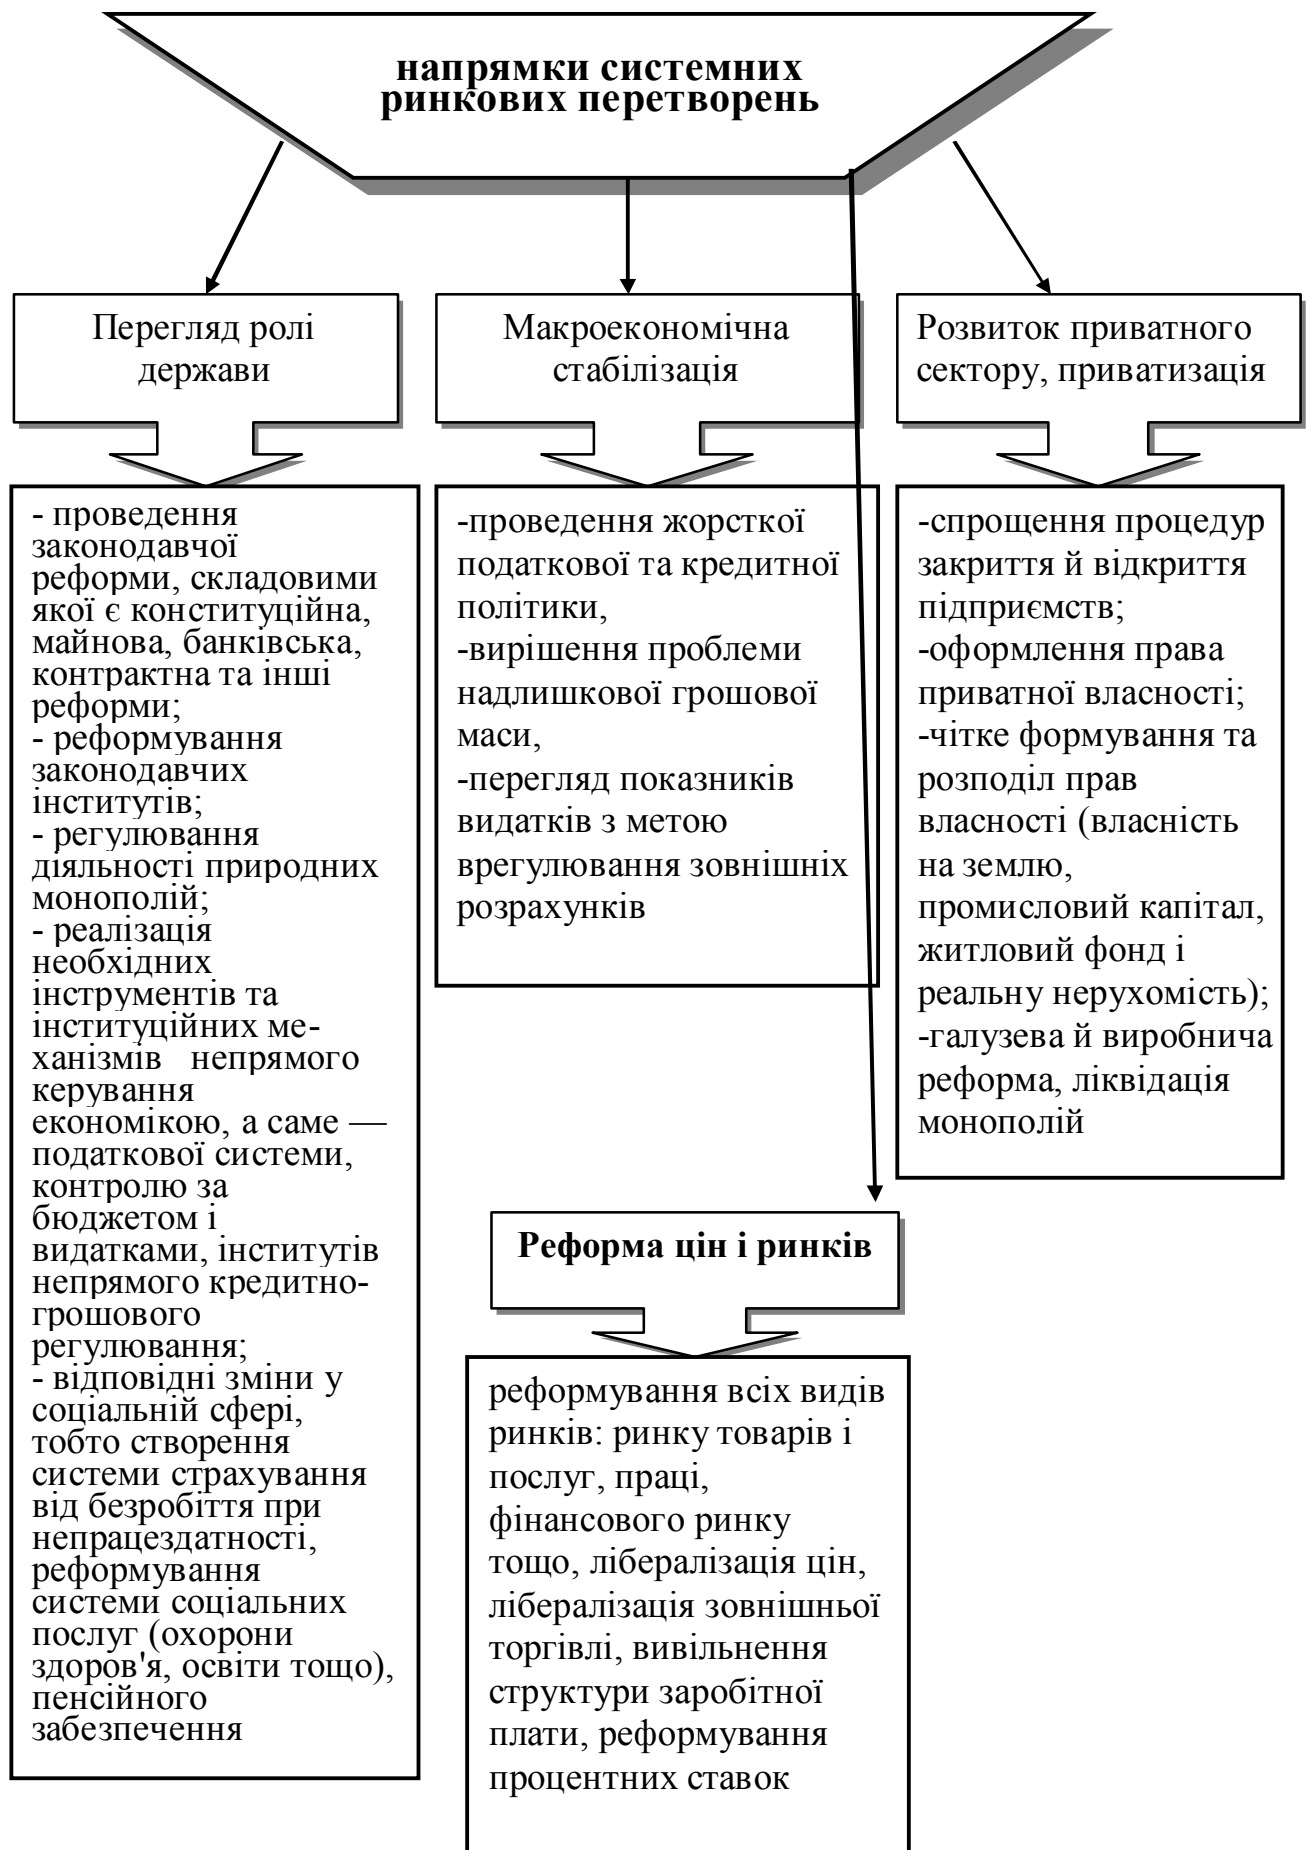 напрямки системних
ринкових перетворень
Перегляд ролі
держави
- проведення
законодавчої
реформи, складовими
якої є конституційна,
майнова, банківська,
контрактна та інші
реформи;
- реформування
законодавчих
інститутів;
- регулювання
діяльності природних
монополій;
- реалізація
необхідних
інструментів та
інституційних ме-
ханізмів непрямого
керування
економікою, а саме —
податкової системи,
контролю за
бюджетом і
видатками, інститутів
непрямого кредитно-
грошового
регулювання;
- відповідні зміни у
соціальній сфері,
тобто створення
системи страхування
від безробіття при
непрацездатності,
реформування
системи соціальних
послуг (охорони
здоров'я, освіти тощо),
пенсійного
забезпечення
Макроекономічна
стабілізація
-проведення жорсткої
податкової та кредитної
політики,
-вирішення проблеми
надлишкової грошової
маси,
-перегляд показників
видатків з метою
врегулювання зовнішніх
розрахунків
Розвиток приватного
сектору, приватизація
-спрощення процедур
закриття й відкриття
підприємств;
-оформлення права
приватної власності;
-чітке формування та
розподіл прав
власності (власність
на землю,
промисловий капітал,
житловий фонд і
реальну нерухомість);
-галузева й виробнича
реформа, ліквідація
монополій
Реформа цін і ринків
реформування всіх видів
ринків: ринку товарів і
послуг, праці,
фінансового ринку
тощо, лібералізація цін,
лібералізація зовнішньої
торгівлі, вивільнення
структури заробітної
плати, реформування
процентних ставок